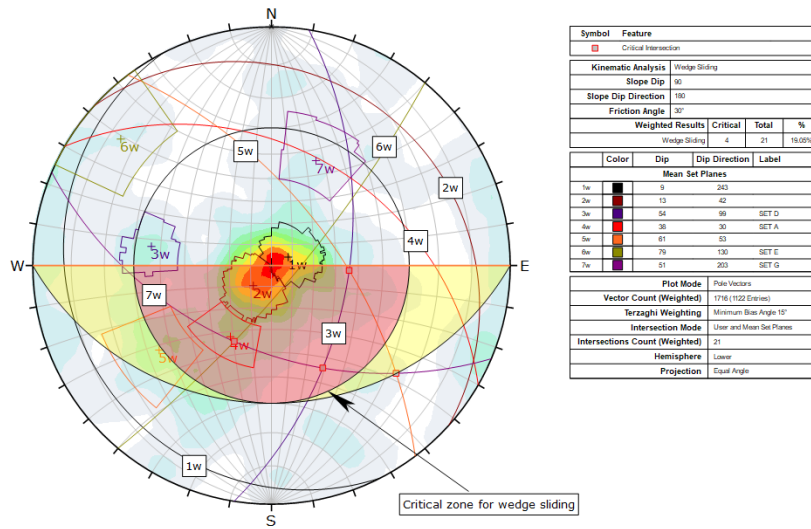 N
5w
6w
6w
7w
2w
4w
3w
W
1w
E
2w
7w
3w
4w
5w
1w
S
Critical zone for wedge sliding
Symbol Feature
Critical Intersection
Kinematic Analysis Wedge Sliding
Slope Dip 90
Slope Dip Direction 180
Friction Angle 30°
Weighted Results Critical Total %
Wedge Sliding 4 21 19.05%
Color Dip Dip Direction Label
Mean Set Planes
1w 9 243
2w 13 42
3w 54 99 SET D
4w 38 30 SET A
5w 61 53
6w 79 130 SET E
7w 51 203 SET G
Plot Mode Pole Vectors
Vector Count (Weighted) 1716 (1122 Entries)
Terzaghi Weighting Minimum Bias Angle 15°
Intersection Mode User and Mean Set Planes
Intersections Count (Weighted) 21
Hemisphere Lower
Projection Equal Angle